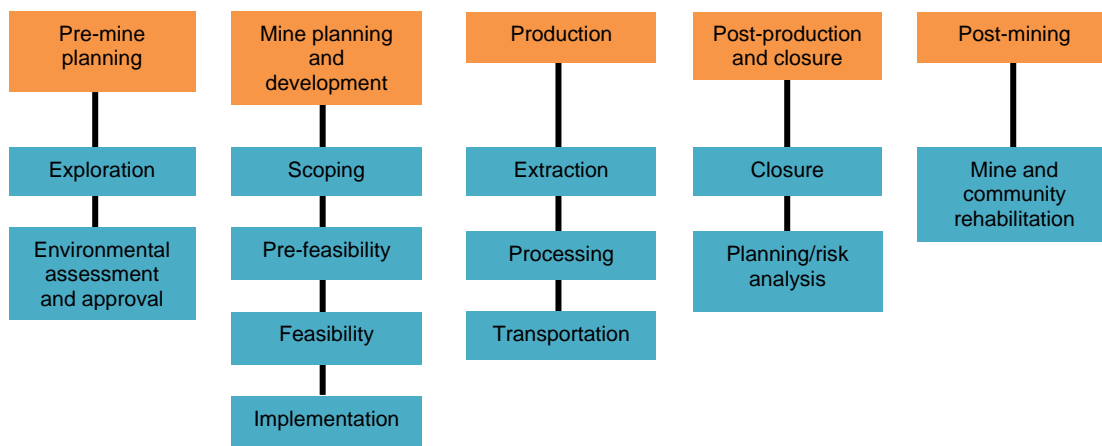 Pre-mine
planning
Exploration
Environmental
assessment
and approval
Mine planning
and
development
Scoping
Pre-feasibility
Feasibility
Implementation
Production
Extraction
Processing
Transportation
Post-production
and closure
Closure
Planning/risk
analysis
Post-mining
Mine and
community
rehabilitation